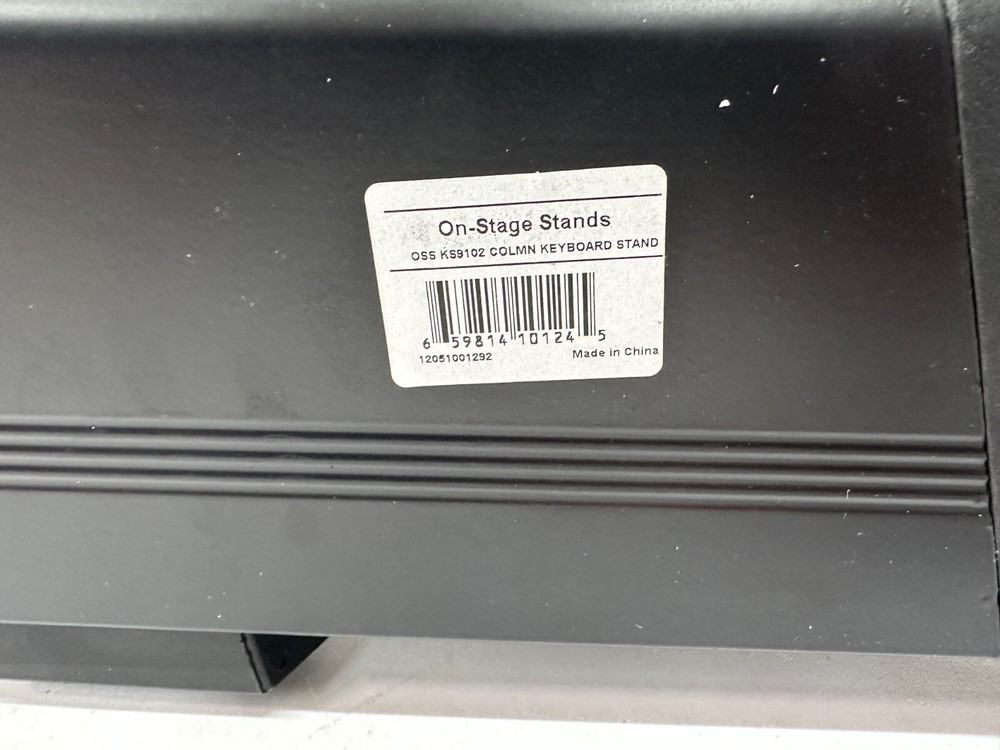 On-Stage Stands
OSS KS9102 COLMN KEYBOARD STAND
6 59814 10124 5
12051001292
Made in China